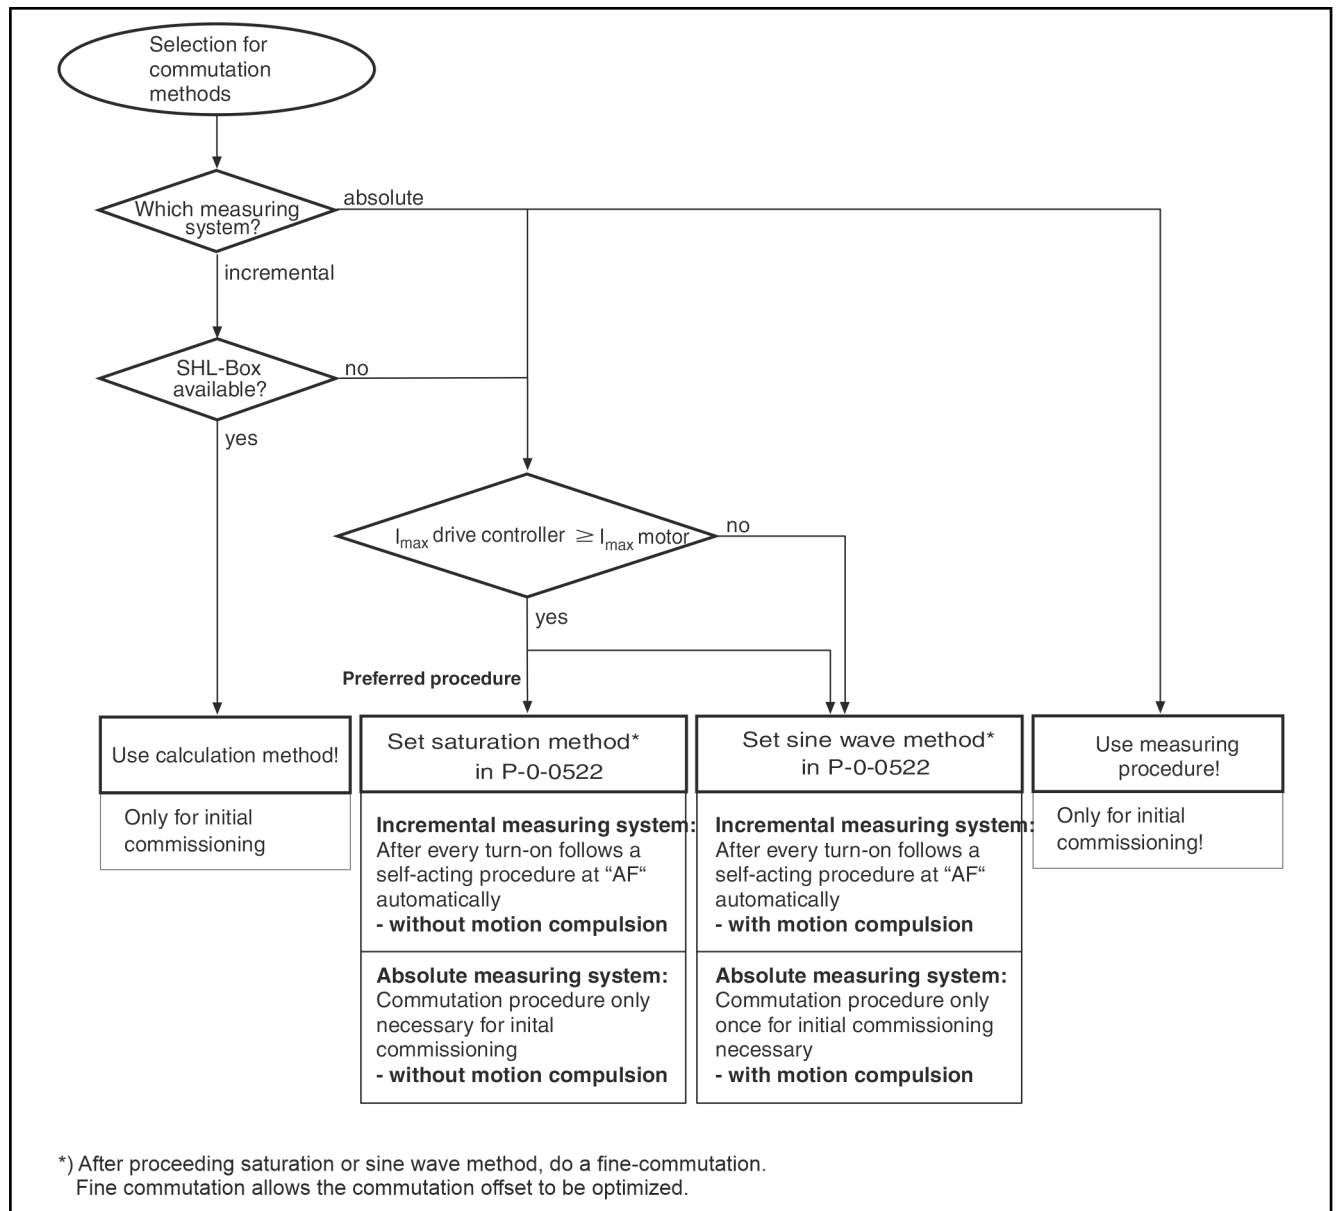 Selection for
commutation
methods
Which measuring
system?
absolute
incremental
SHL-Box
available?
no
yes
Imax drive controller ≥ Imax motor
no
yes
Preferred procedure
Use calculation method!
Only for initial
commissioning
Set saturation method*
in P-0-0522
Incremental measuring system:
After every turn-on follows a
self-acting procedure at “AF“
automatically
- without motion compulsion
Absolute measuring system:
Commutation procedure only
necessary for inital
commissioning
- without motion compulsion
Set sine wave method*
in P-0-0522
Incremental measuring system:
After every turn-on follows a
self-acting procedure at “AF“
automatically
- with motion compulsion
Absolute measuring system:
Commutation procedure only
once for initial commissioning
necessary
- with motion compulsion
Use measuring
procedure!
Only for initial
commissioning!
*) After proceeding saturation or sine wave method, do a fine-commutation.
Fine commutation allows the commutation offset to be optimized.